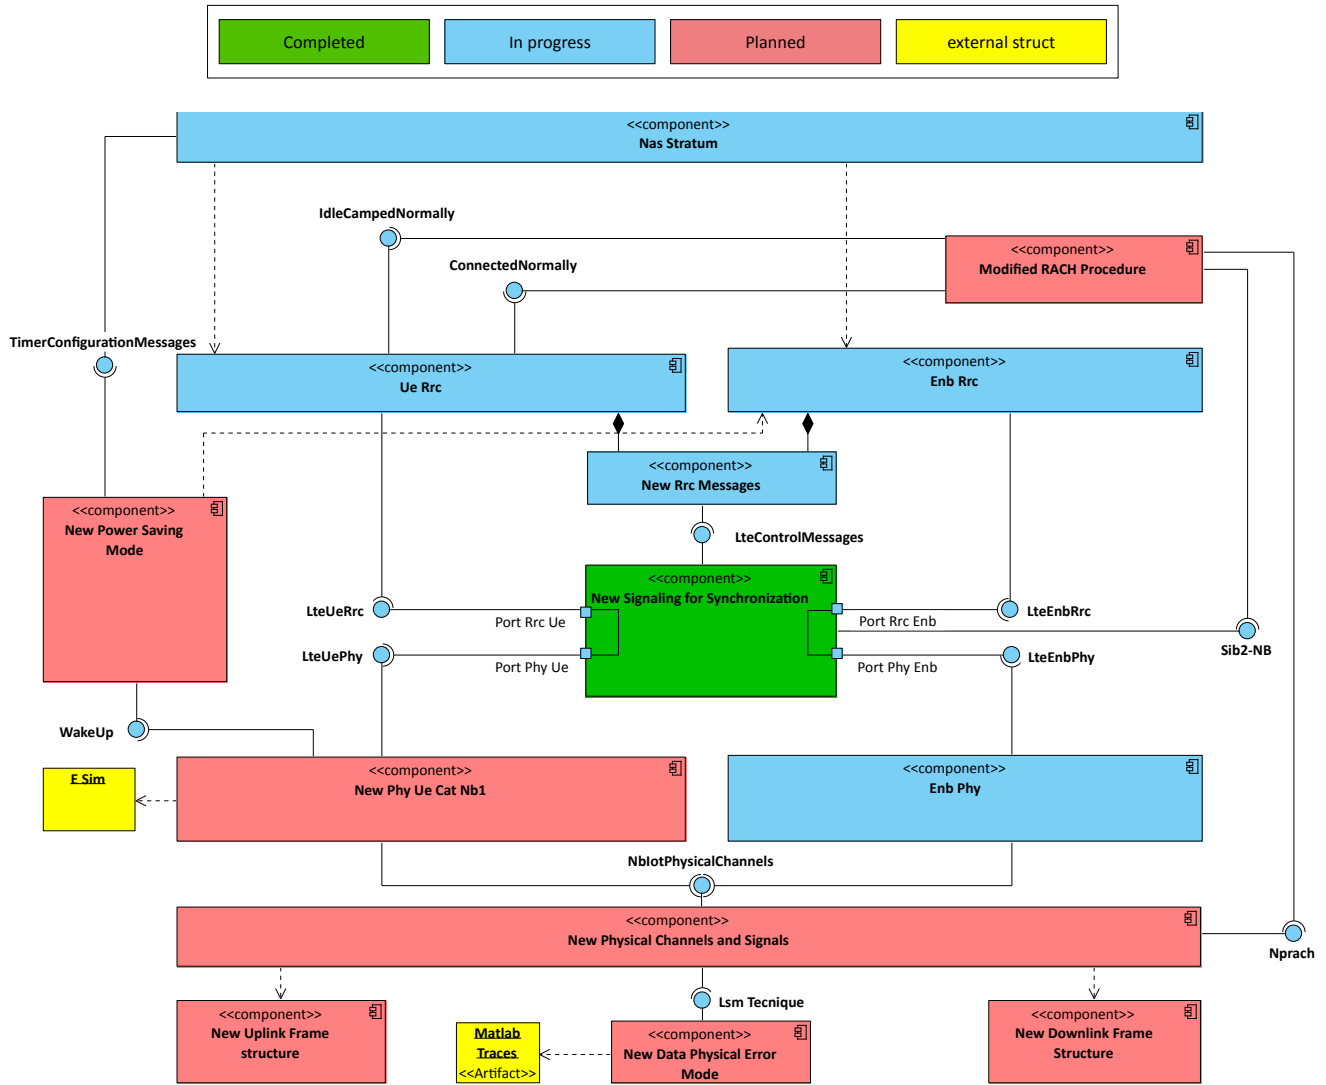 Completed
In progress
Planned
external struct
<<component>>
Nas Stratum
IdleCampedNormally
<<component>>
Modified RACH Procedure
ConnectedNormally
TimerConfigurationMessages
<<component>>
Ue Rrc
<<component>>
Enb Rrc
<<component>>
New Rrc Messages
<<component>>
New Power Saving
Mode
LteControlMessages
<<component>>
New Signaling for Synchronization
LteUeRrc
Port Rrc Ue
Port Rrc Enb
LteEnbRrc
LteUePhy
Port Phy Ue
Port Phy Enb
LteEnbPhy
Sib2-NB
WakeUp
<<component>>
New Phy Ue Cat Nb1
<<component>>
Enb Phy
E Sim
NbIotPhysicalChannels
<<component>>
New Physical Channels and Signals
Nprach
Lsm Tecnique
<<component>>
New Uplink Frame
structure
Matlab
Traces
<<Artifact>>
<<component>>
New Data Physical Error
Mode
<<component>>
New Downlink Frame
Structure